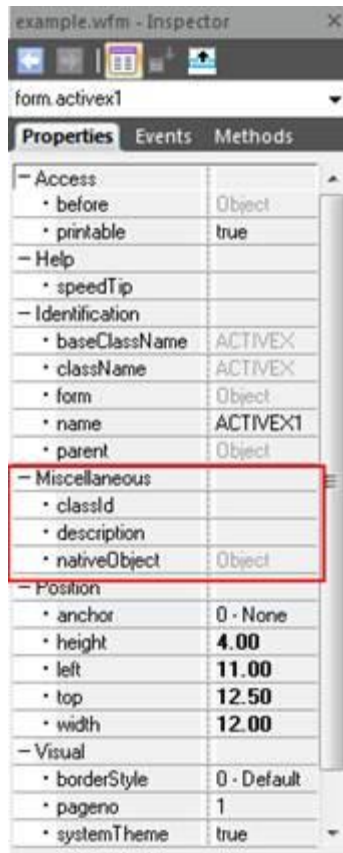 example.wfm - Inspector
form.activex1
Properties Events Methods
Access
before Object
printable true
Help
speedTip
Identification
baseClassName ACTIVEX
className ACTIVEX
form Object
name ACTIVEX1
parent Object
Miscellaneous
classId
description
nativeObject Object
Position
anchor 0 - None
height 4.00
left 11.00
top 12.50
width 12.00
Visual
borderStyle 0 - Default
pageno 1
systemTheme true